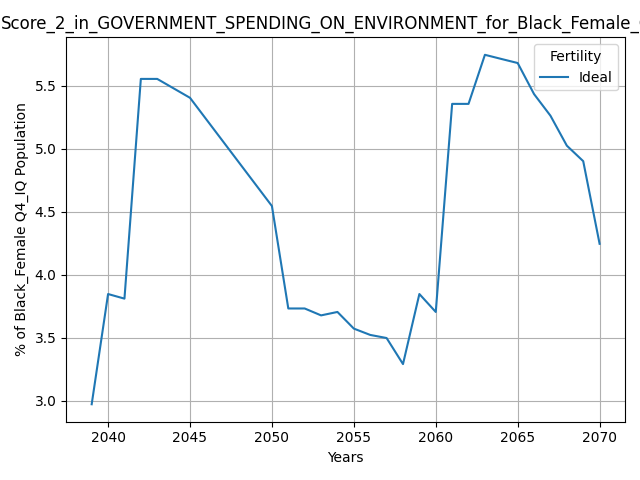 Score_2_in_GOVERNMENT_SPENDING_ON_ENVIRONMENT_for_Black_Female_
Fertility
Ideal
5.5
5.0
4.5
4.0
3.5
3.0
% of Black_Female Q4_IQ Population
2040 2045 2050 2055 2060 2065 2070
Years